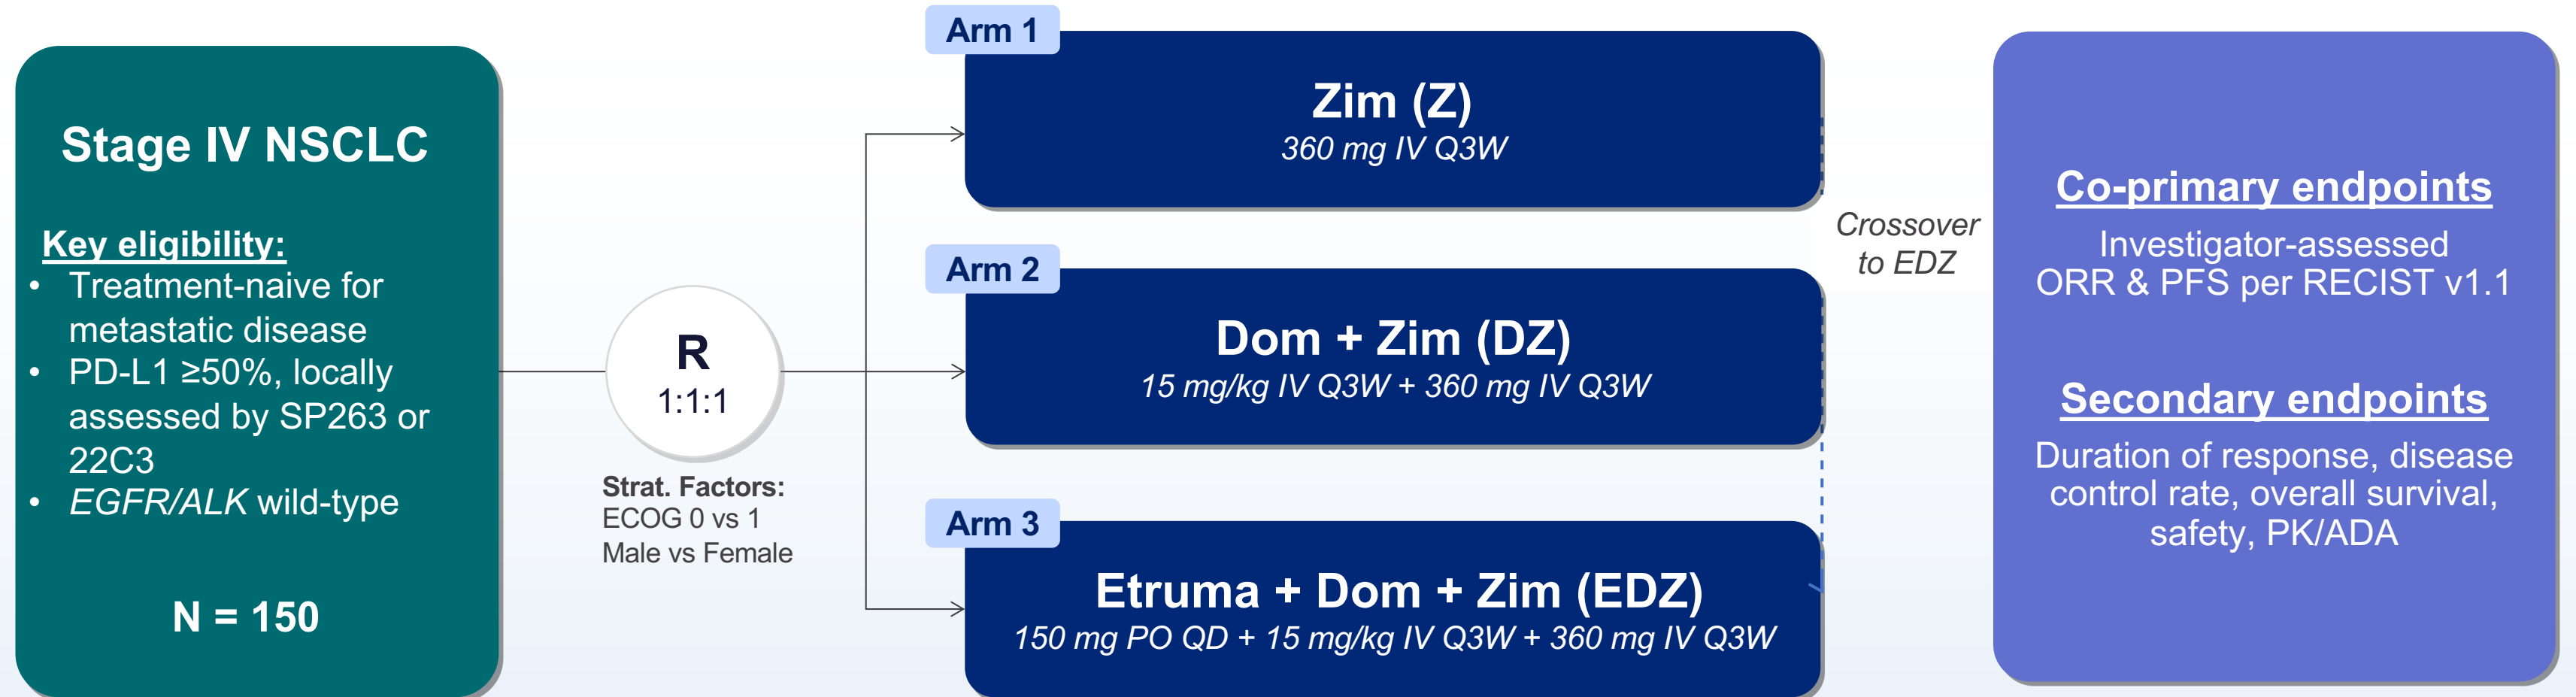 Stage IV NSCLC
Key eligibility:
• Treatment-naive for
metastatic disease
• PD-L1 ≥50%, locally
assessed by SP263 or
22C3
• EGFR/ALK wild-type
N = 150
R
1:1:1
Strat. Factors:
ECOG 0 vs 1
Male vs Female
Arm 1
Zim (Z)
360 mg IV Q3W
Arm 2
Dom + Zim (DZ)
15 mg/kg IV Q3W + 360 mg IV Q3W
Arm 3
Etruma + Dom + Zim (EDZ)
150 mg PO QD + 15 mg/kg IV Q3W + 360 mg IV Q3W
Crossover
to EDZ
Co-primary endpoints
Investigator-assessed
ORR & PFS per RECIST v1.1
Secondary endpoints
Duration of response, disease
control rate, overall survival,
safety, PK/ADA